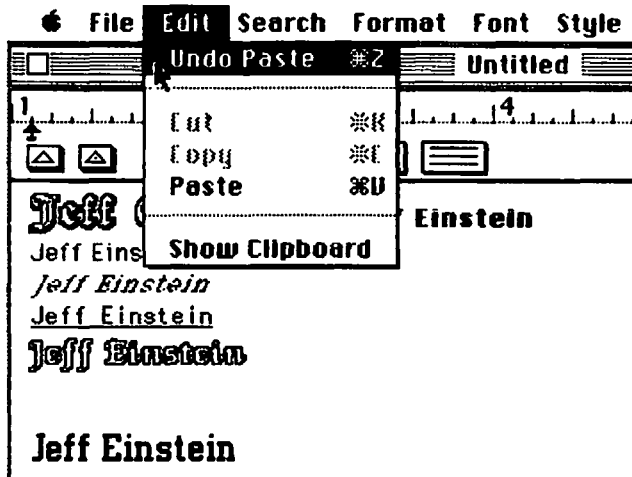 File Edit Search Format Font Style
Undo Paste ⌘Z
Untitled
1 4
Cut ⌘X
Copy ⌘C
Paste ⌘V
Show Clipboard
Jeff Einstein
Jeff Eins
Jeff Einstein
Jeff Einstein
Jeff Einstein
Jeff Einstein